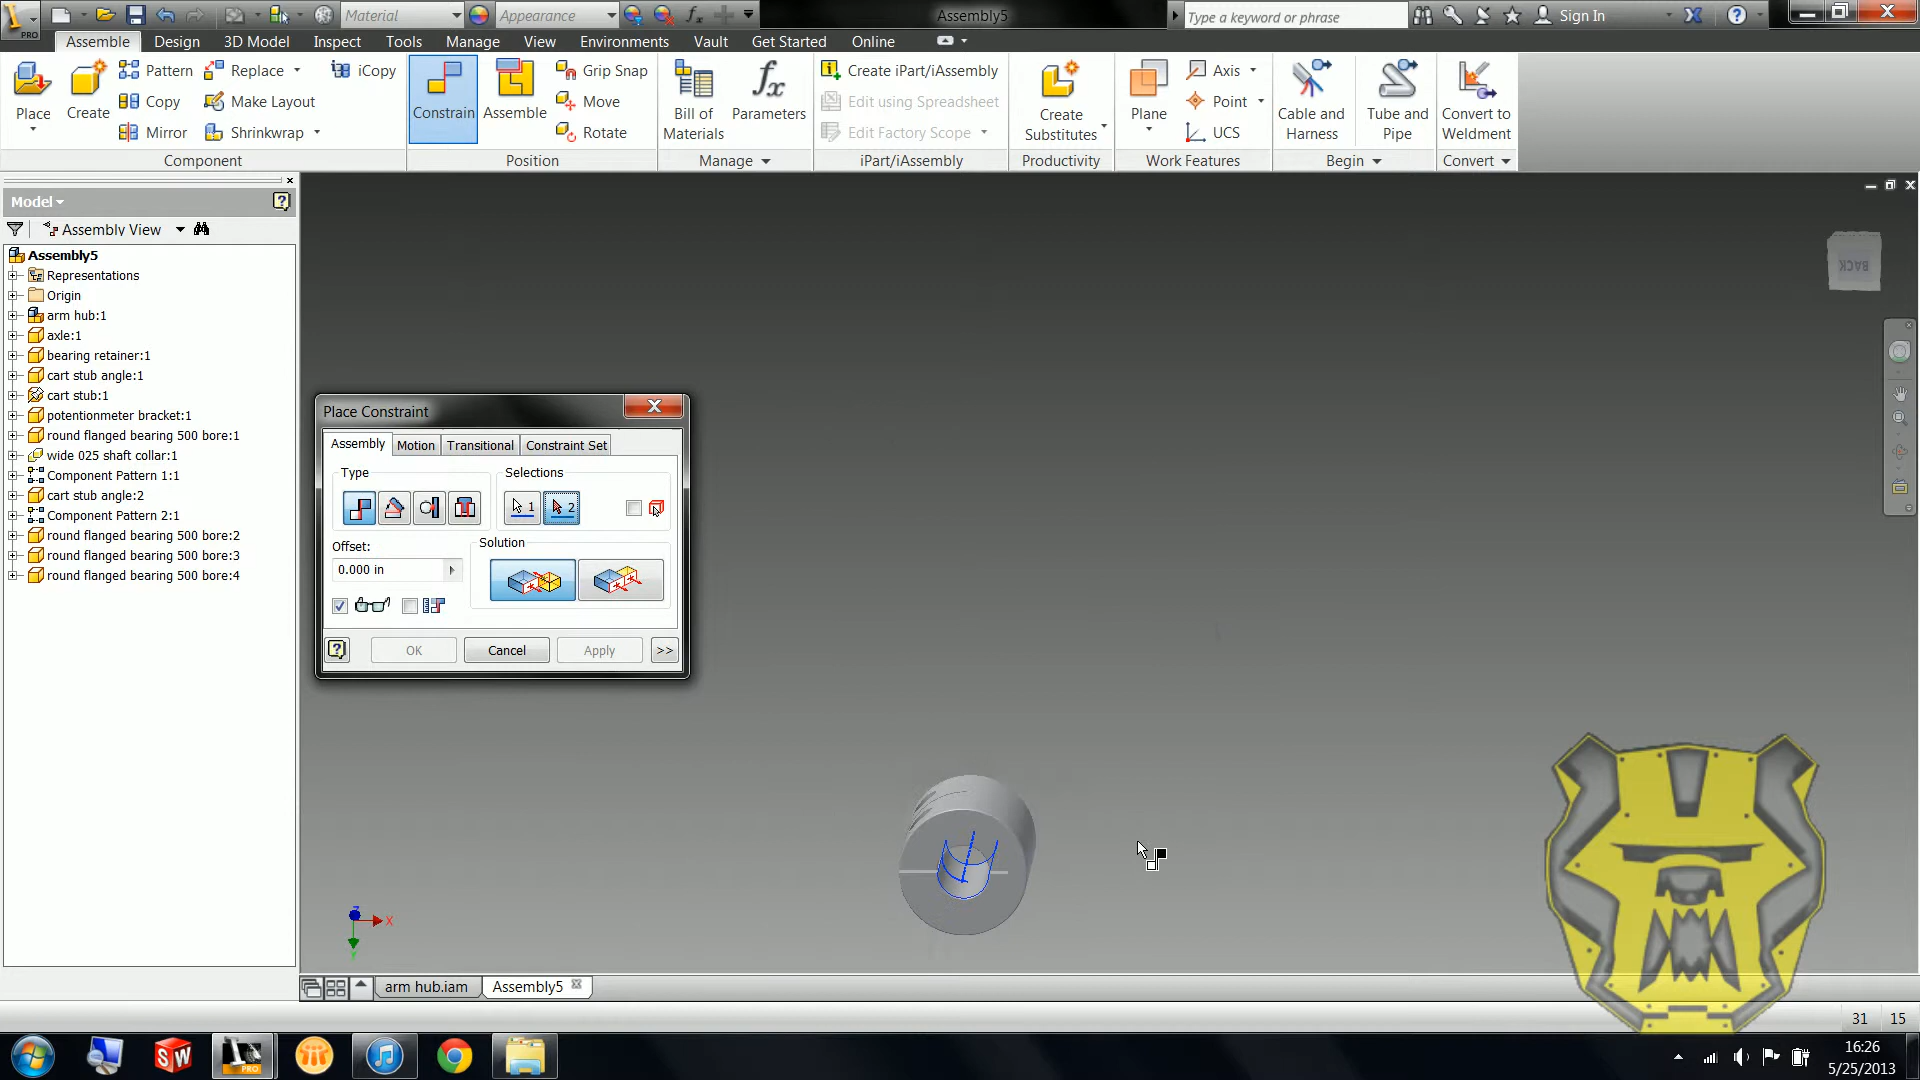 PRO
Material
Appearance
Assembly5
Type a keyword or phrase
Sign In
Assemble
Design
3D Model
Inspect
Tools
Manage
View
Environments
Vault
Get Started
Online
Place
Create
Pattern
Copy
Mirror
Replace
Make Layout
Shrinkwrap
iCopy
Component
Constrain
Assemble
Grip Snap
Move
Rotate
Position
Bill of
Materials
Parameters
Manage
Create iPart/iAssembly
Edit using Spreadsheet
Edit Factory Scope
iPart/iAssembly
Create
Substitutes
Productivity
Plane
Axis
Point
UCS
Work Features
Cable and
Harness
Tube and
Pipe
Begin
Convert to
Weldment
Convert
Model
Assembly View
Assembly5
Representations
Origin
arm hub:1
axle:1
bearing retainer:1
cart stub angle:1
cart stub:1
potentionmeter bracket:1
round flanged bearing 500 bore:1
wide 025 shaft collar:1
Component Pattern 1:1
cart stub angle:2
Component Pattern 2:1
round flanged bearing 500 bore:2
round flanged bearing 500 bore:3
round flanged bearing 500 bore:4
BACK
Place Constraint
Assembly
Motion
Transitional
Constraint Set
Type
Selections
1
2
Offset:
0.000 in
Solution
OK
Cancel
Apply
>>
Z
X
Y
arm hub.iam
Assembly5
31
15
SW
PRO
16:26
5/25/2013